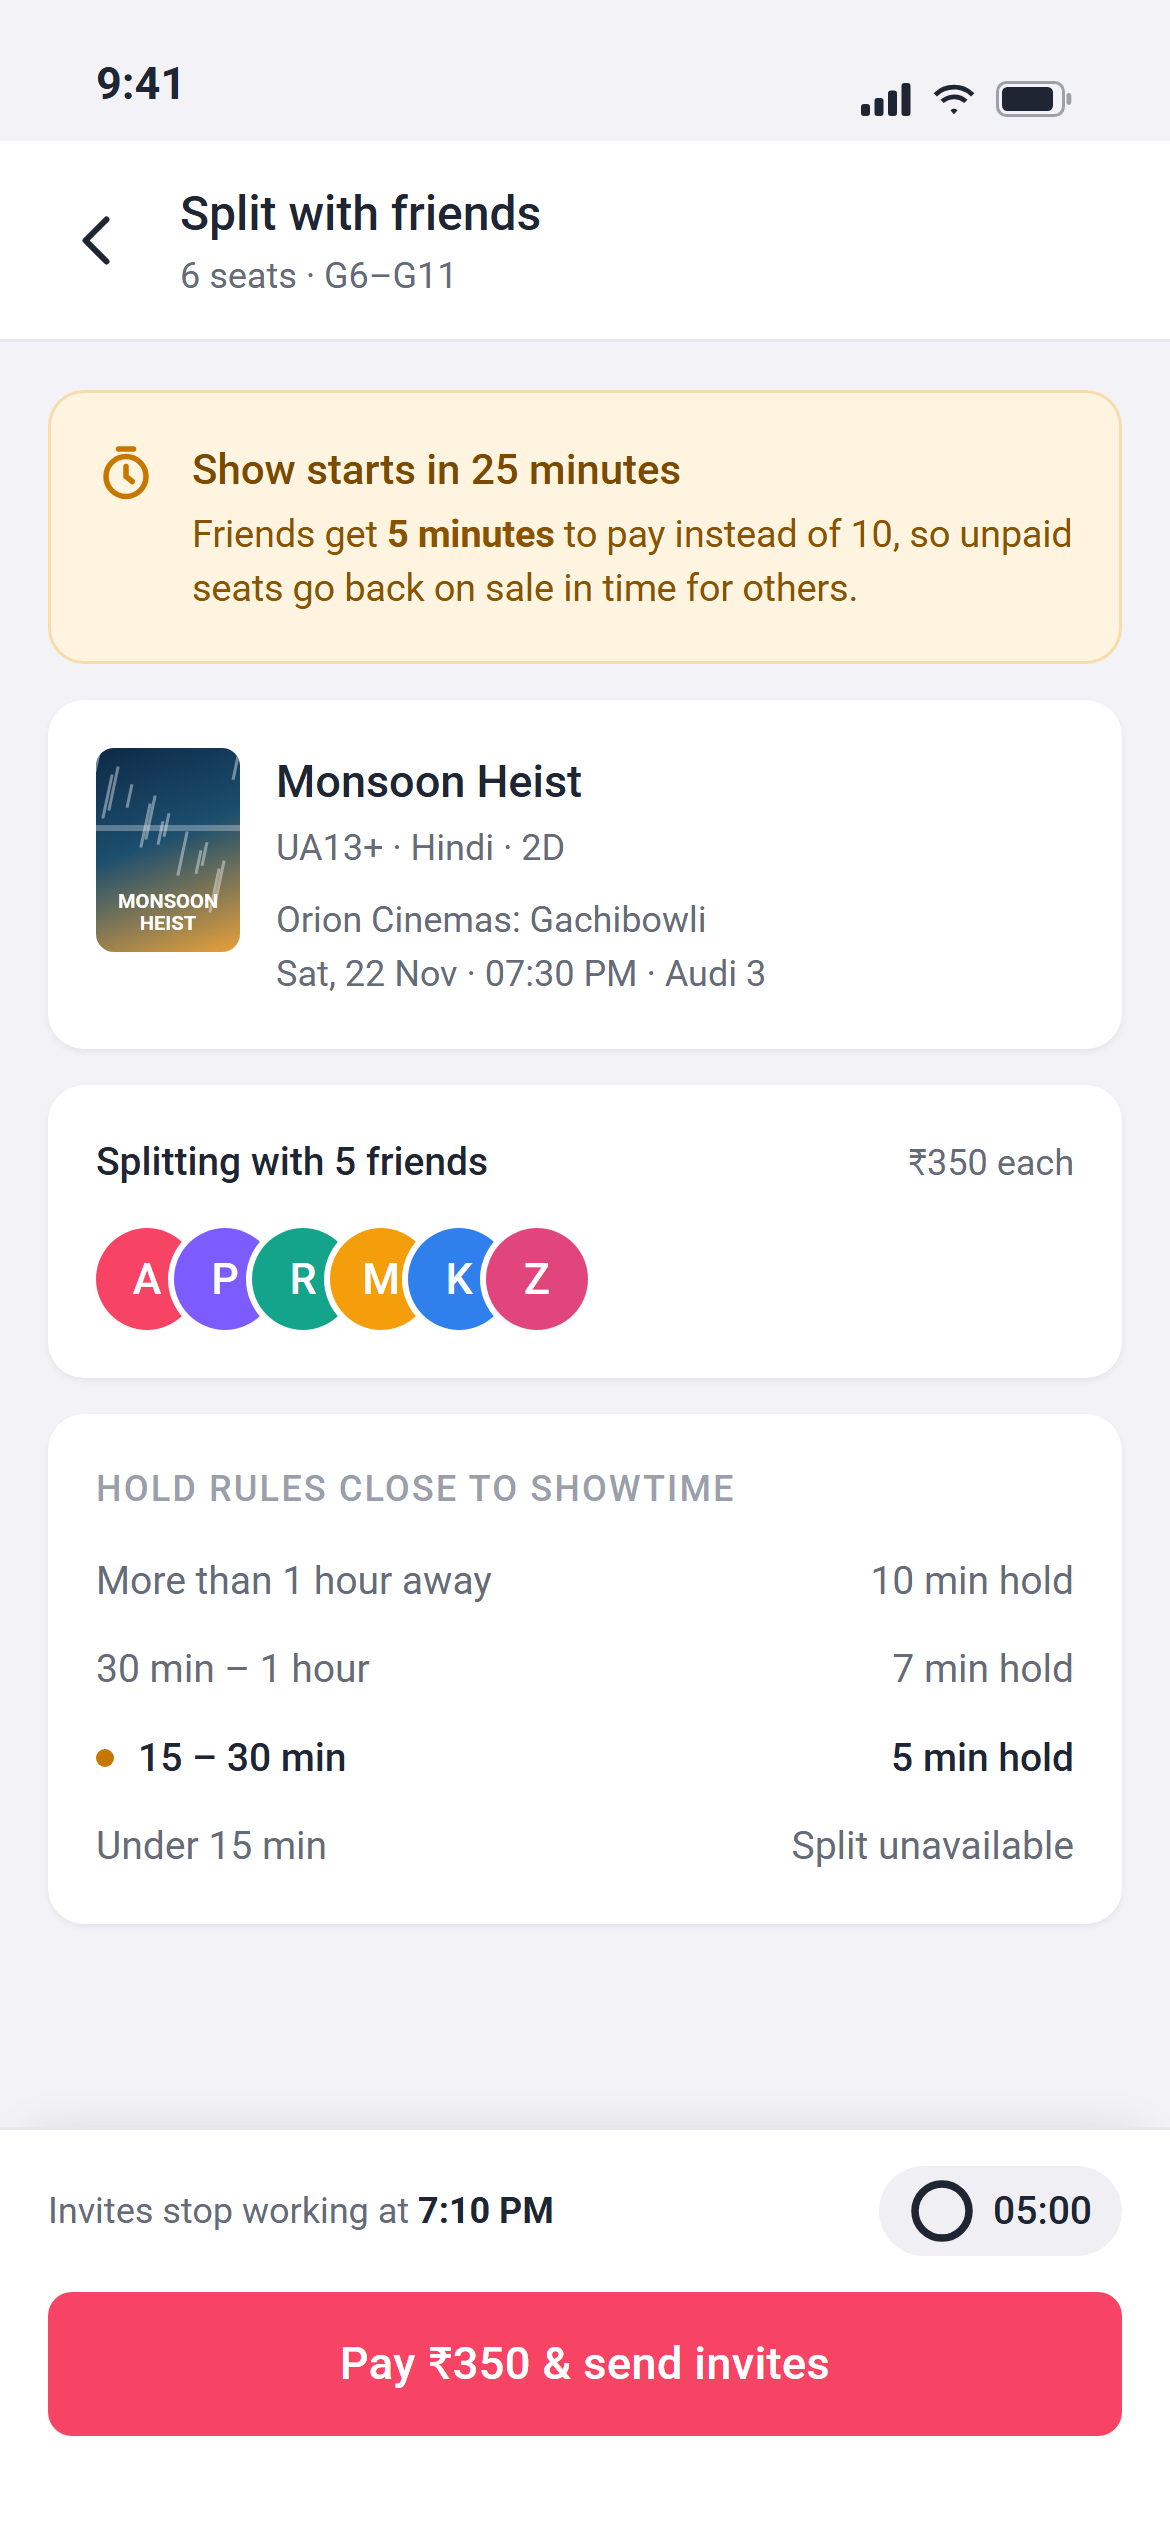 9:41
Split with friends
6 seats · G6–G11
Show starts in 25 minutes
Friends get 5 minutes to pay instead of 10, so unpaid
seats go back on sale in time for others.
MONSOON
HEIST
Monsoon Heist
UA13+ · Hindi · 2D
Orion Cinemas: Gachibowli
Sat, 22 Nov · 07:30 PM · Audi 3
Splitting with 5 friends
₹350 each
A P R M K Z
HOLD RULES CLOSE TO SHOWTIME
More than 1 hour away
10 min hold
30 min – 1 hour
7 min hold
15 – 30 min
5 min hold
Under 15 min
Split unavailable
Invites stop working at 7:10 PM
05:00
Pay ₹350 & send invites